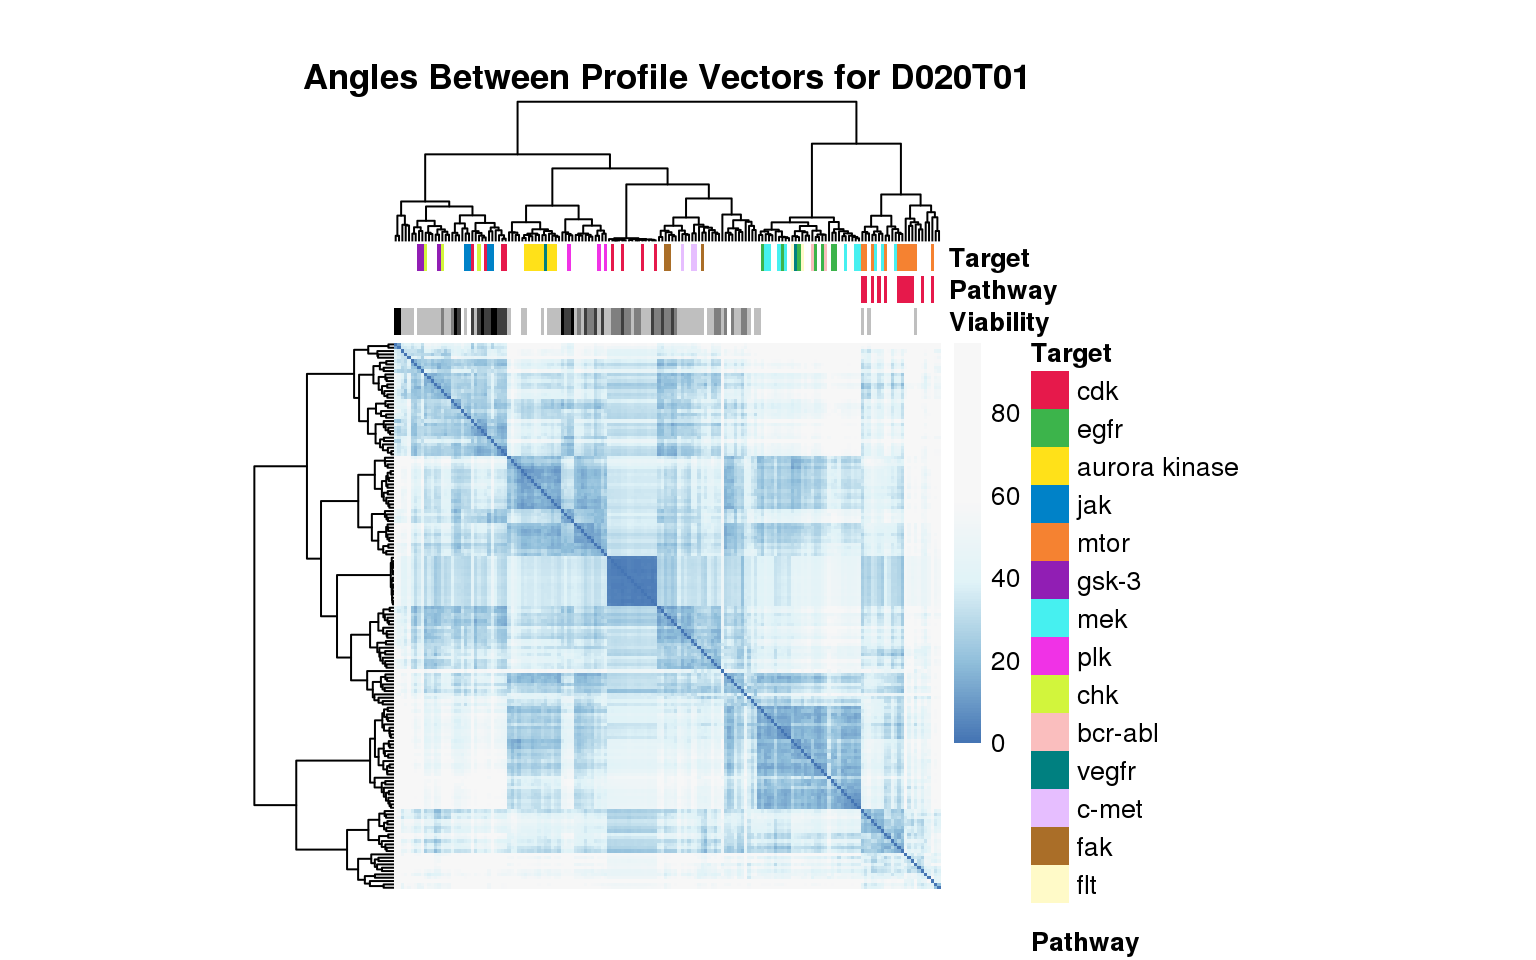 Angles Between Profile Vectors for D020T01
Target
Pathway
Viability
Target
cdk
egfr
aurora kinase
jak
mtor
gsk-3
mek
plk
chk
bcr-abl
vegfr
c-met
fak
flt
Pathway
80
60
40
20
0